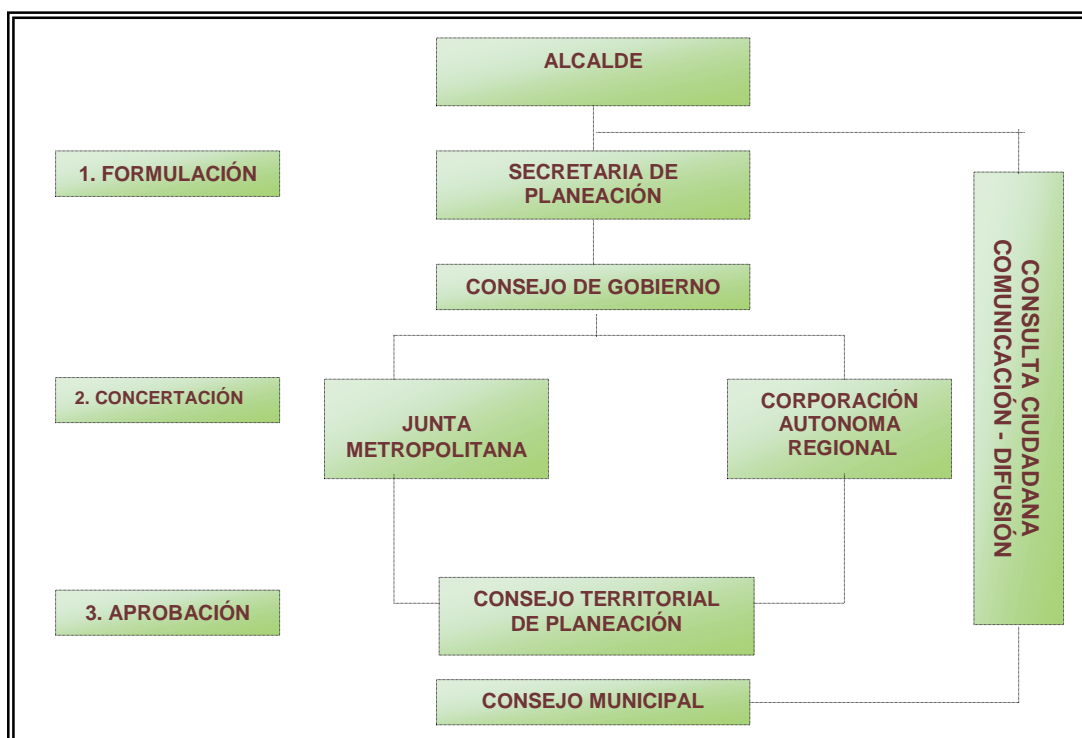 ALCALDE
1. FORMULACIÓN
SECRETARIA DE
PLANEACIÓN
CONSEJO DE GOBIERNO
2. CONCERTACIÓN
JUNTA
METROPOLITANA
CORPORACIÓN
AUTONOMA
REGIONAL
CONSULTA CIUDADANA
COMUNICACIÓN - DIFUSIÓN
3. APROBACIÓN
CONSEJO TERRITORIAL
DE PLANEACIÓN
CONSEJO MUNICIPAL